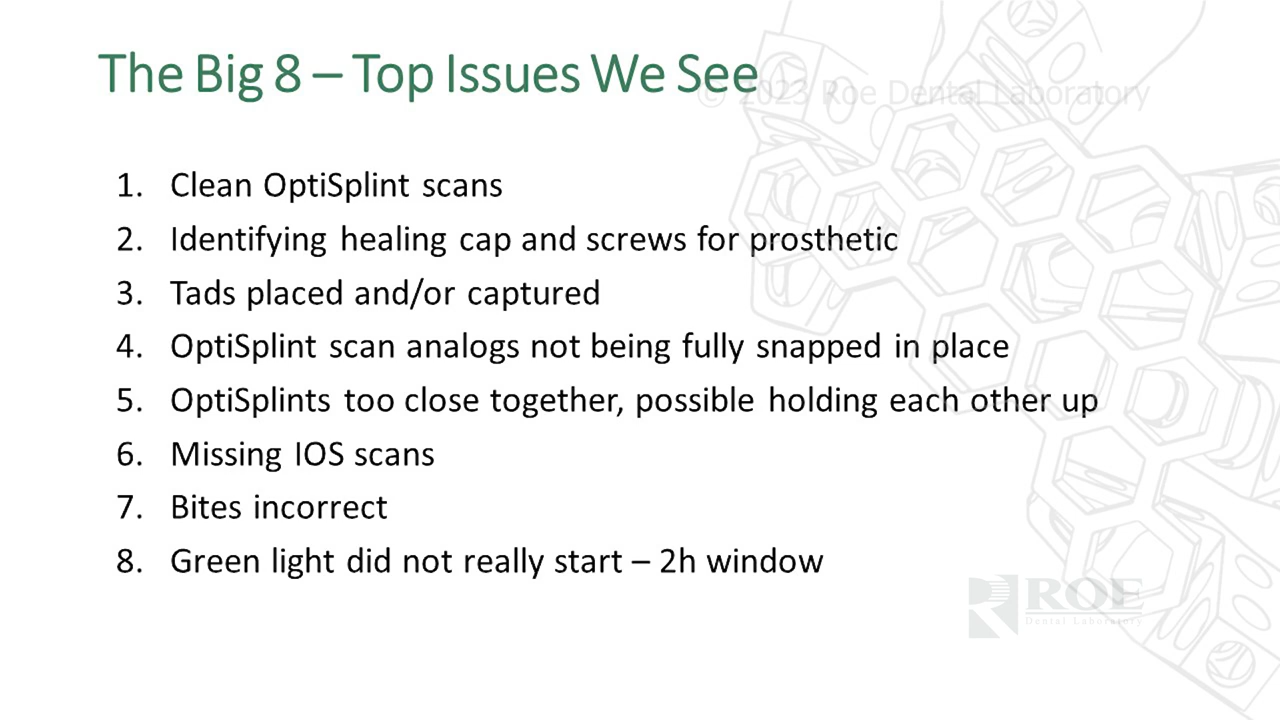 The Big 8 – Top Issues We See
© 2023 Roe Dental Laboratory
1. Clean OptiSplint scans
2. Identifying healing cap and screws for prosthetic
3. Tads placed and/or captured
4. OptiSplint scan analogs not being fully snapped in place
5. OptiSplints too close together, possible holding each other up
6. Missing IOS scans
7. Bites incorrect
8. Green light did not really start – 2h window
ROE
Dental Laboratory